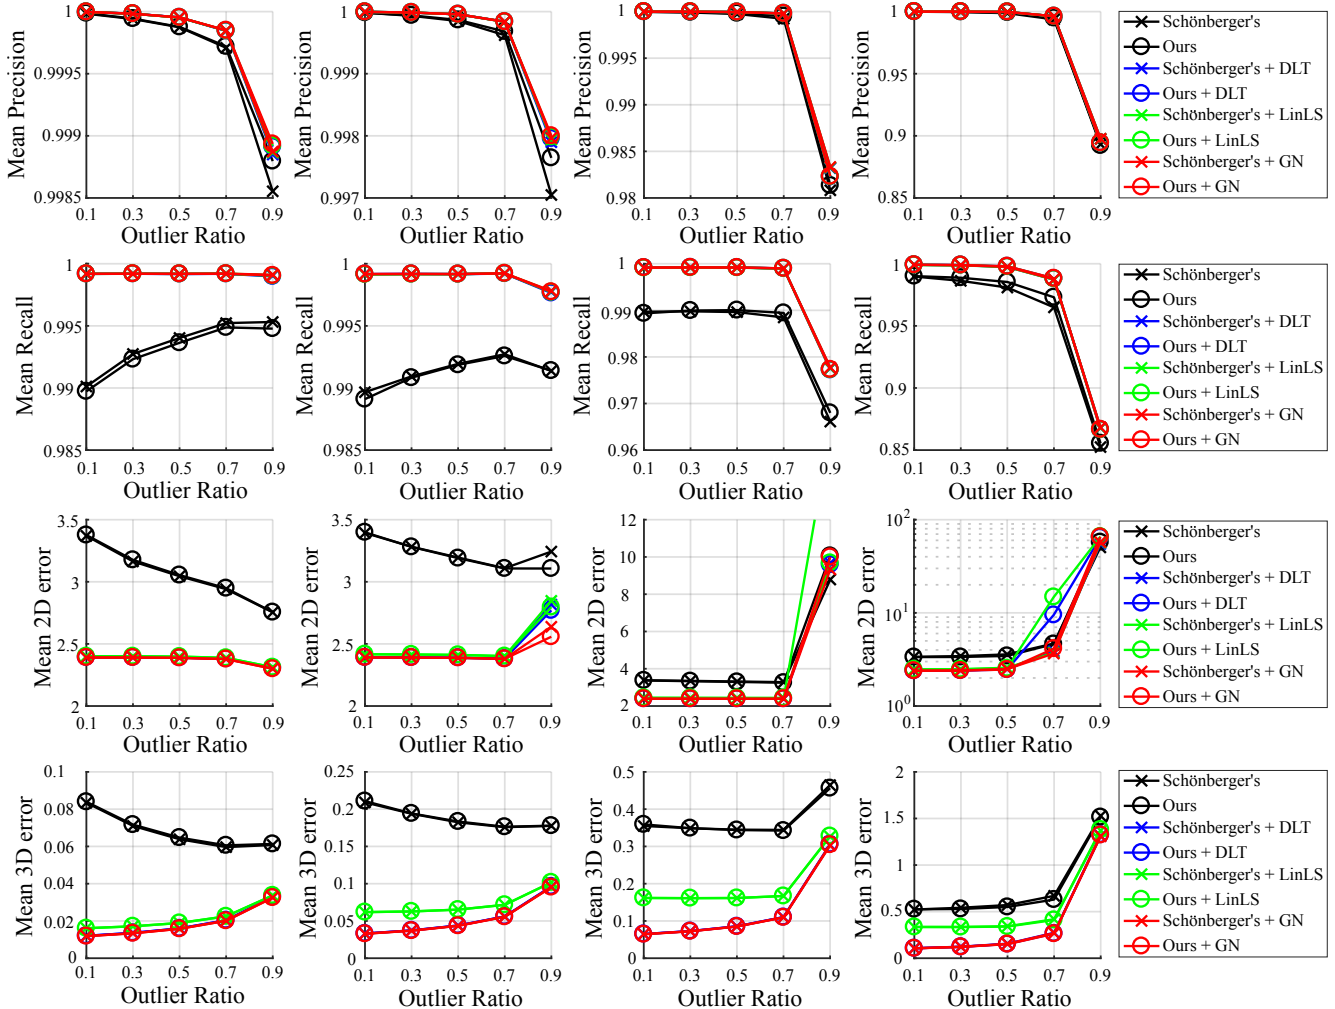 Mean Precision
1
0.9995
0.999
0.9985
0.1 0.3 0.5 0.7 0.9
Outlier Ratio
Mean Precision
1
0.999
0.998
0.997
0.1 0.3 0.5 0.7 0.9
Outlier Ratio
Mean Precision
1
0.995
0.99
0.985
0.98
0.1 0.3 0.5 0.7 0.9
Outlier Ratio
Mean Precision
1
0.95
0.9
0.85
0.1 0.3 0.5 0.7 0.9
Outlier Ratio
Schönberger's
Ours
Schönberger's + DLT
Ours + DLT
Schönberger's + LinLS
Ours + LinLS
Schönberger's + GN
Ours + GN
Mean Recall
1
0.995
0.99
0.985
0.1 0.3 0.5 0.7 0.9
Outlier Ratio
Mean Recall
1
0.995
0.99
0.985
0.1 0.3 0.5 0.7 0.9
Outlier Ratio
Mean Recall
1
0.99
0.98
0.97
0.96
0.1 0.3 0.5 0.7 0.9
Outlier Ratio
Mean Recall
1
0.95
0.9
0.85
0.1 0.3 0.5 0.7 0.9
Outlier Ratio
Schönberger's
Ours
Schönberger's + DLT
Ours + DLT
Schönberger's + LinLS
Ours + LinLS
Schönberger's + GN
Ours + GN
Mean 2D error
3.5
3
2.5
2
0.1 0.3 0.5 0.7 0.9
Outlier Ratio
Mean 2D error
3.5
3
2.5
2
0.1 0.3 0.5 0.7 0.9
Outlier Ratio
Mean 2D error
12
10
8
6
4
2
0.1 0.3 0.5 0.7 0.9
Outlier Ratio
Mean 2D error
10²
10¹
10⁰
0.1 0.3 0.5 0.7 0.9
Outlier Ratio
Schönberger's
Ours
Schönberger's + DLT
Ours + DLT
Schönberger's + LinLS
Ours + LinLS
Schönberger's + GN
Ours + GN
Mean 3D error
0.1
0.08
0.06
0.04
0.02
0
0.1 0.3 0.5 0.7 0.9
Outlier Ratio
Mean 3D error
0.25
0.2
0.15
0.1
0.05
0
0.1 0.3 0.5 0.7 0.9
Outlier Ratio
Mean 3D error
0.5
0.4
0.3
0.2
0.1
0
0.1 0.3 0.5 0.7 0.9
Outlier Ratio
Mean 3D error
2
1.5
1
0.5
0
0.1 0.3 0.5 0.7 0.9
Outlier Ratio
Schönberger's
Ours
Schönberger's + DLT
Ours + DLT
Schönberger's + LinLS
Ours + LinLS
Schönberger's + GN
Ours + GN